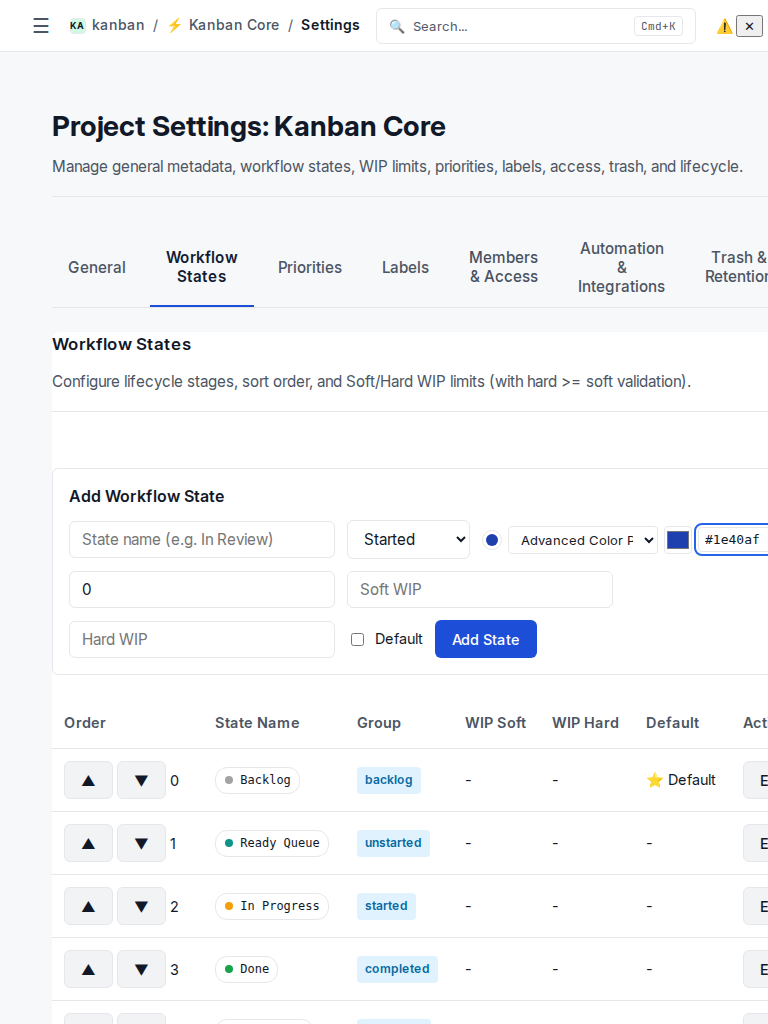 ☰ KA kanban / ⚡ Kanban Core / Settings 🔍 Search... Cmd+K ⚠️ ✕
Project Settings: Kanban Core
Manage general metadata, workflow states, WIP limits, priorities, labels, access, trash, and lifecycle.
General
Workflow
States
Priorities
Labels
Members
& Access
Automation
&
Integrations
Trash &
Retention
Workflow States
Configure lifecycle stages, sort order, and Soft/Hard WIP limits (with hard >= soft validation).
Add Workflow State
State name (e.g. In Review) Started Advanced Color P #1e40af
0 Soft WIP
Hard WIP Default Add State
Order State Name Group WIP Soft WIP Hard Default Act
▲ ▼ 0 Backlog backlog - - ⭐ Default E
▲ ▼ 1 Ready Queue unstarted - - - E
▲ ▼ 2 In Progress started - - - E
▲ ▼ 3 Done completed - - - E